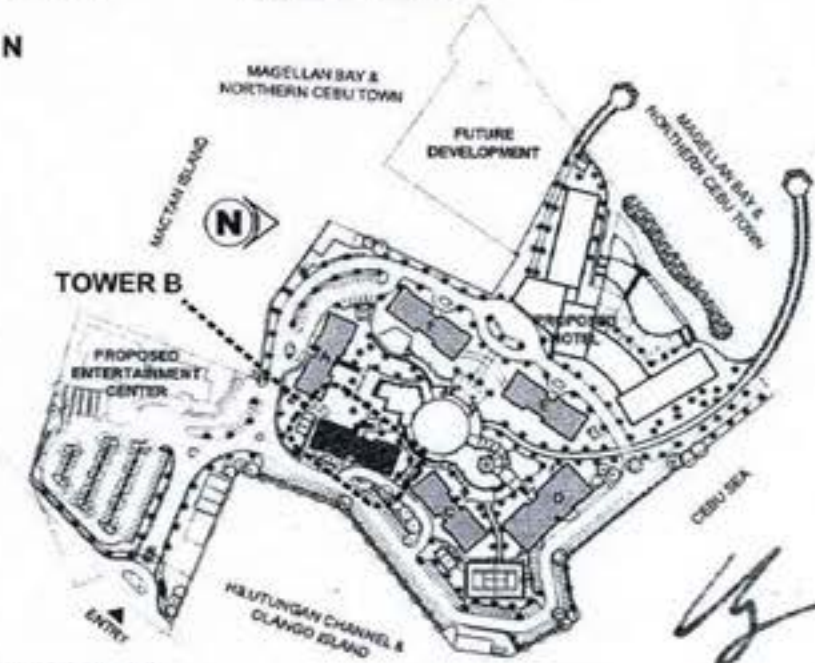 N
MAGELLAN BAY &
NORTHERN CEBU TOWN
FUTURE
DEVELOPMENT
MAGELLAN BAY &
NORTHERN CEBU TOWN
MACTAN ISLAND
N
TOWER B
PROPOSED
ENTERTAINMENT
CENTER
PROPOSED
HOTEL
CEBU SEA
HILUTUNGAN CHANNEL &
OLANGO ISLAND
ENTRY